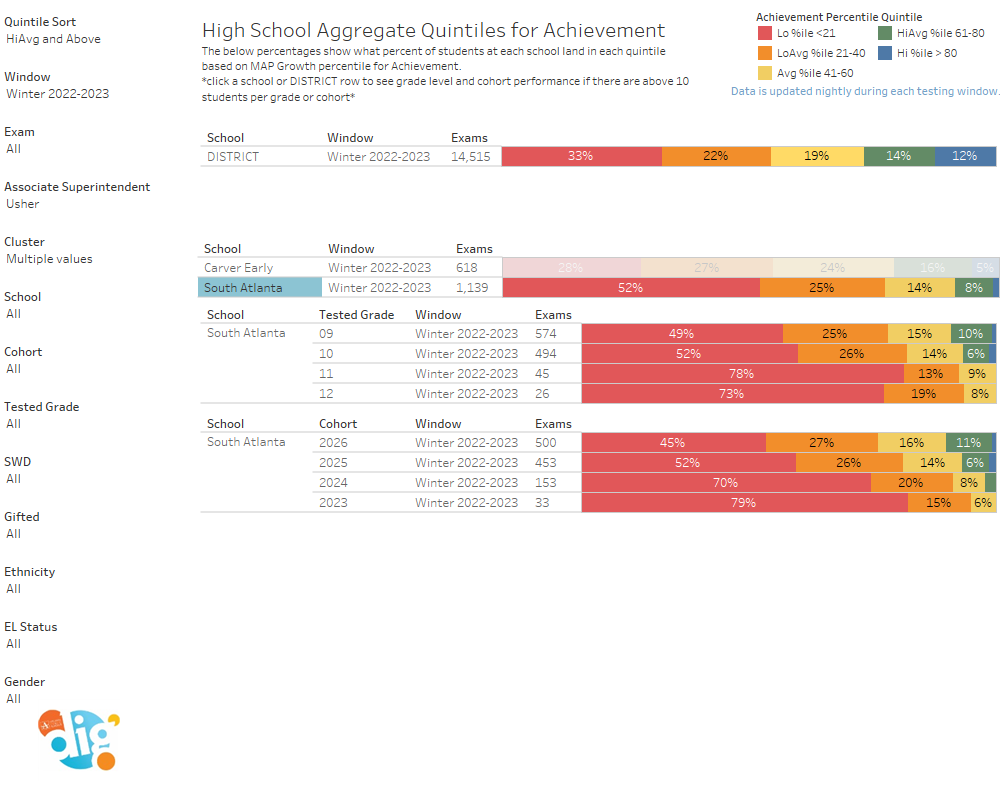 Quintile Sort
HiAvg and Above
Window
Winter 2022-2023
Exam
All
Associate Superintendent
Usher
Cluster
Multiple values
School
All
Cohort
All
Tested Grade
All
SWD
All
Gifted
All
Ethnicity
All
EL Status
All
Gender
All
dig
High School Aggregate Quintiles for Achievement
The below percentages show what percent of students at each school land in each quintile
based on MAP Growth percentile for Achievement.
*click a school or DISTRICT row to see grade level and cohort performance if there are above 10
students per grade or cohort*
Achievement Percentile Quintile
Lo %ile <21 HiAvg %ile 61-80
LoAvg %ile 21-40 Hi %ile > 80
Avg %ile 41-60
Data is updated nightly during each testing window.
School Window Exams
DISTRICT Winter 2022-2023 14,515 33% 22% 19% 14% 12%
School Window Exams
Carver Early Winter 2022-2023 618 28% 27% 24% 16% 5%
South Atlanta Winter 2022-2023 1,139 52% 25% 14% 8%
School Tested Grade Window Exams
South Atlanta 09 Winter 2022-2023 574 49% 25% 15% 10%
10 Winter 2022-2023 494 52% 26% 14% 6%
11 Winter 2022-2023 45 78% 13% 9%
12 Winter 2022-2023 26 73% 19% 8%
School Cohort Window Exams
South Atlanta 2026 Winter 2022-2023 500 45% 27% 16% 11%
2025 Winter 2022-2023 453 52% 26% 14% 6%
2024 Winter 2022-2023 153 70% 20% 8%
2023 Winter 2022-2023 33 79% 15% 6%